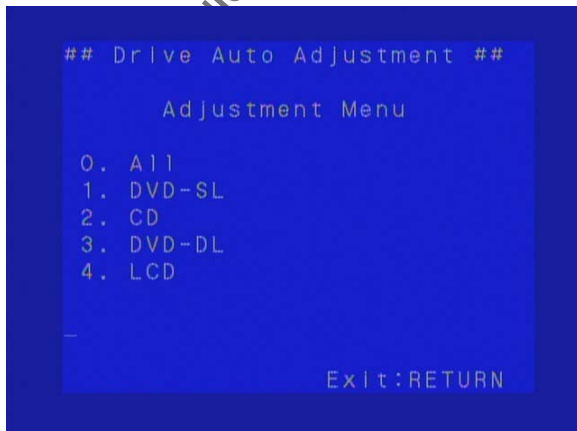 ## Drive Auto Adjustment ##
Adjustment Menu
0. All
1. DVD-SL
2. CD
3. DVD-DL
4. LCD
_
Exit:RETURN